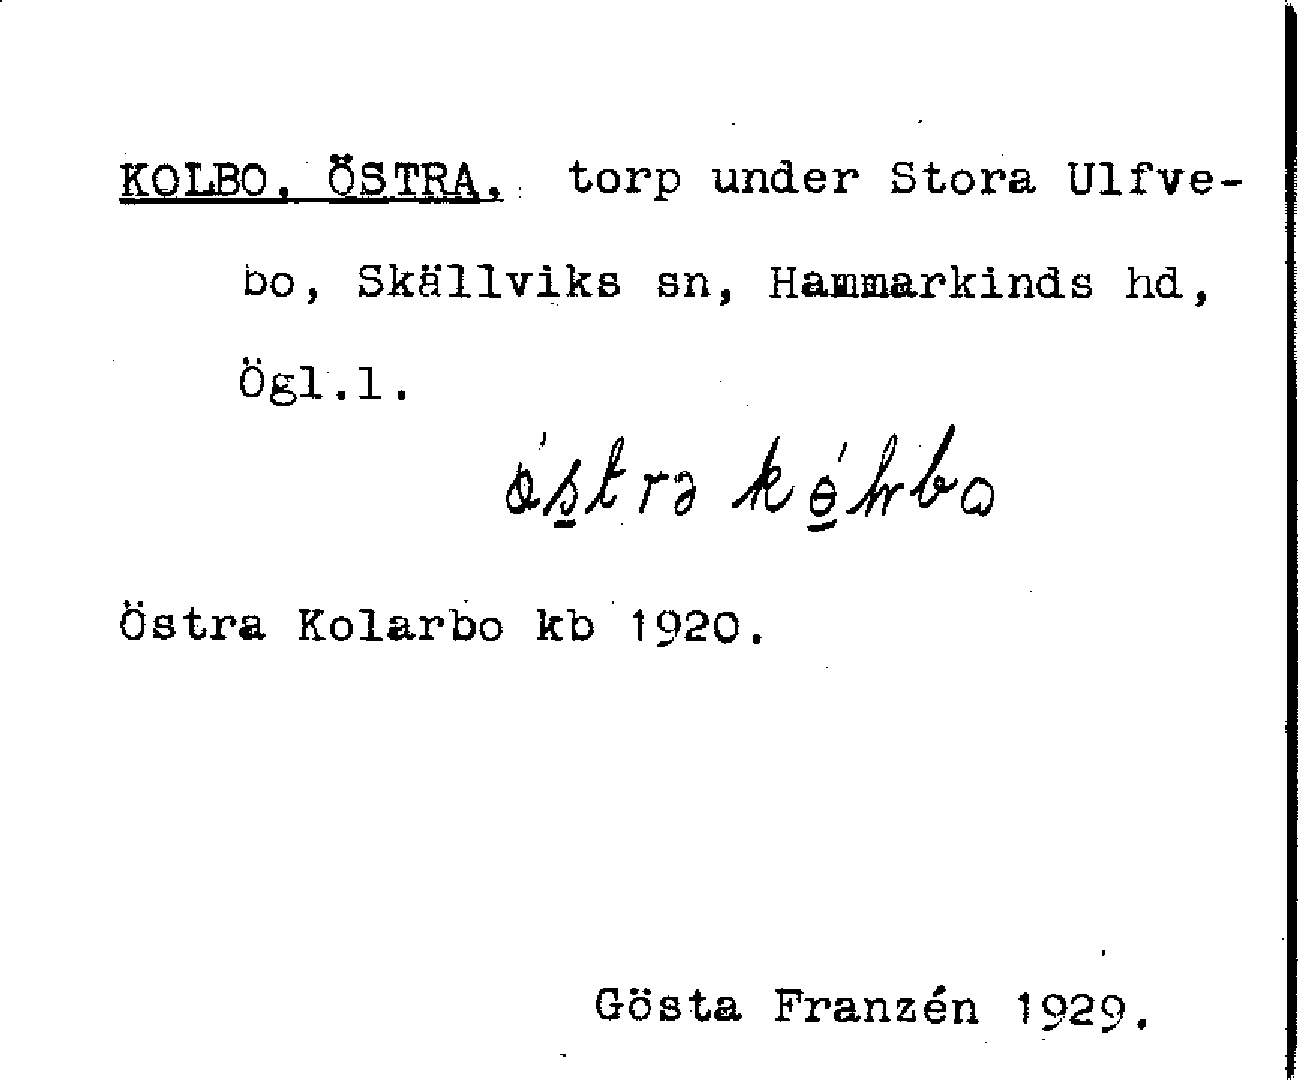 KOLBO, ÖSTRA, torp under Stora Ulfve-
bo, Skällviks sn, Hammarkinds hd,
Ögl.l.
Östra Kolarbo kb 1920.
Gösta Franzén 1929.